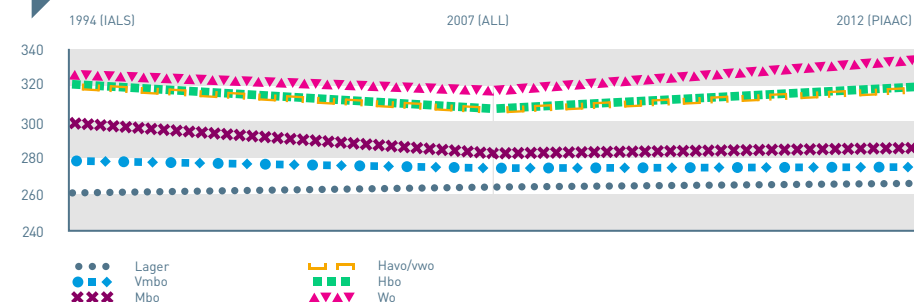 1994 (IALS) 2007 (ALL) 2012 (PIAAC)
340
320
300
280
260
240
Lager Havo/vwo
Vmbo Hbo
Mbo Wo